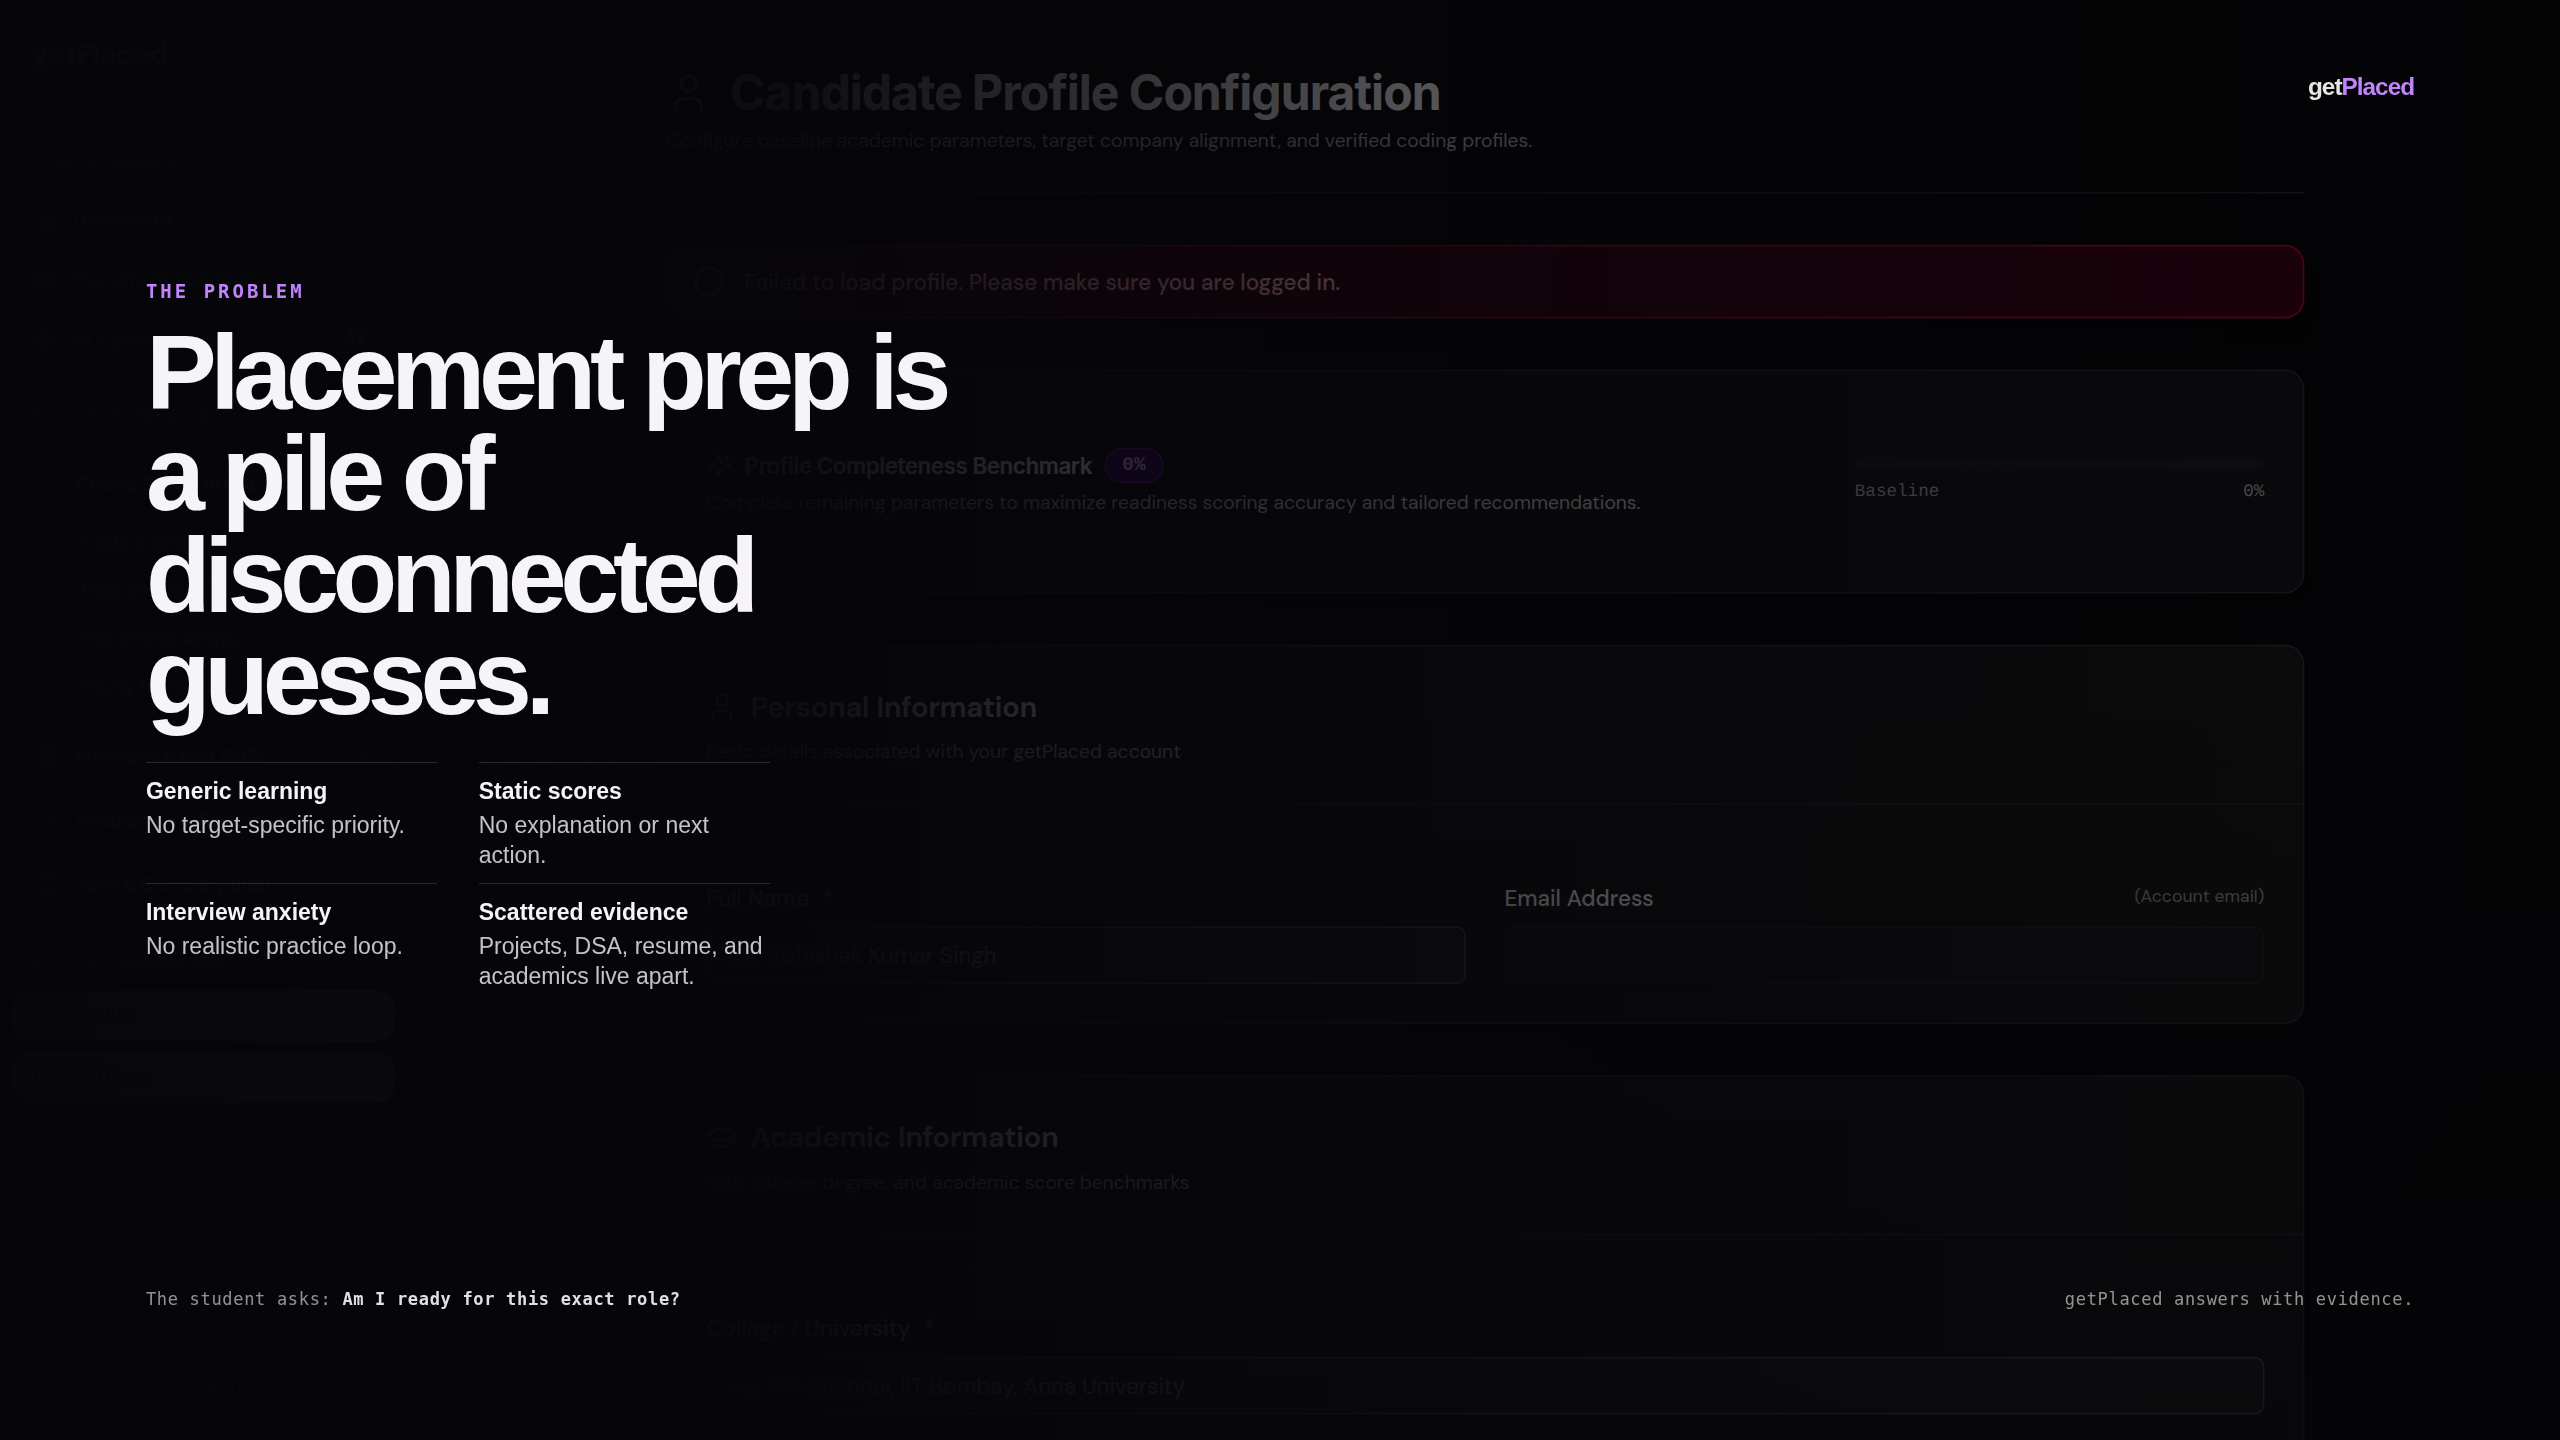 getPlaced
Candidate Profile Configuration
getPlaced
Configure baseline academic parameters, target company alignment, and verified coding profiles.
Failed to load profile. Please make sure you are logged in.
THE PROBLEM
Placement prep is
a pile of
disconnected
guesses.
Profile Completeness Benchmark 0%
Complete remaining parameters to maximize readiness scoring accuracy and tailored recommendations.
Baseline 0%
Personal Information
Basic details associated with your getPlaced account
Generic learning
No target-specific priority.
Static scores
No explanation or next
action.
Interview anxiety
No realistic practice loop.
Scattered evidence
Projects, DSA, resume, and
academics live apart.
Full Name *
Abhishek Kumar Singh
Email Address (Account email)
Academic Information
Your college, degree, and academic score benchmarks
The student asks: Am I ready for this exact role?
getPlaced answers with evidence.
College / University *
IIT Bombay, Anna University